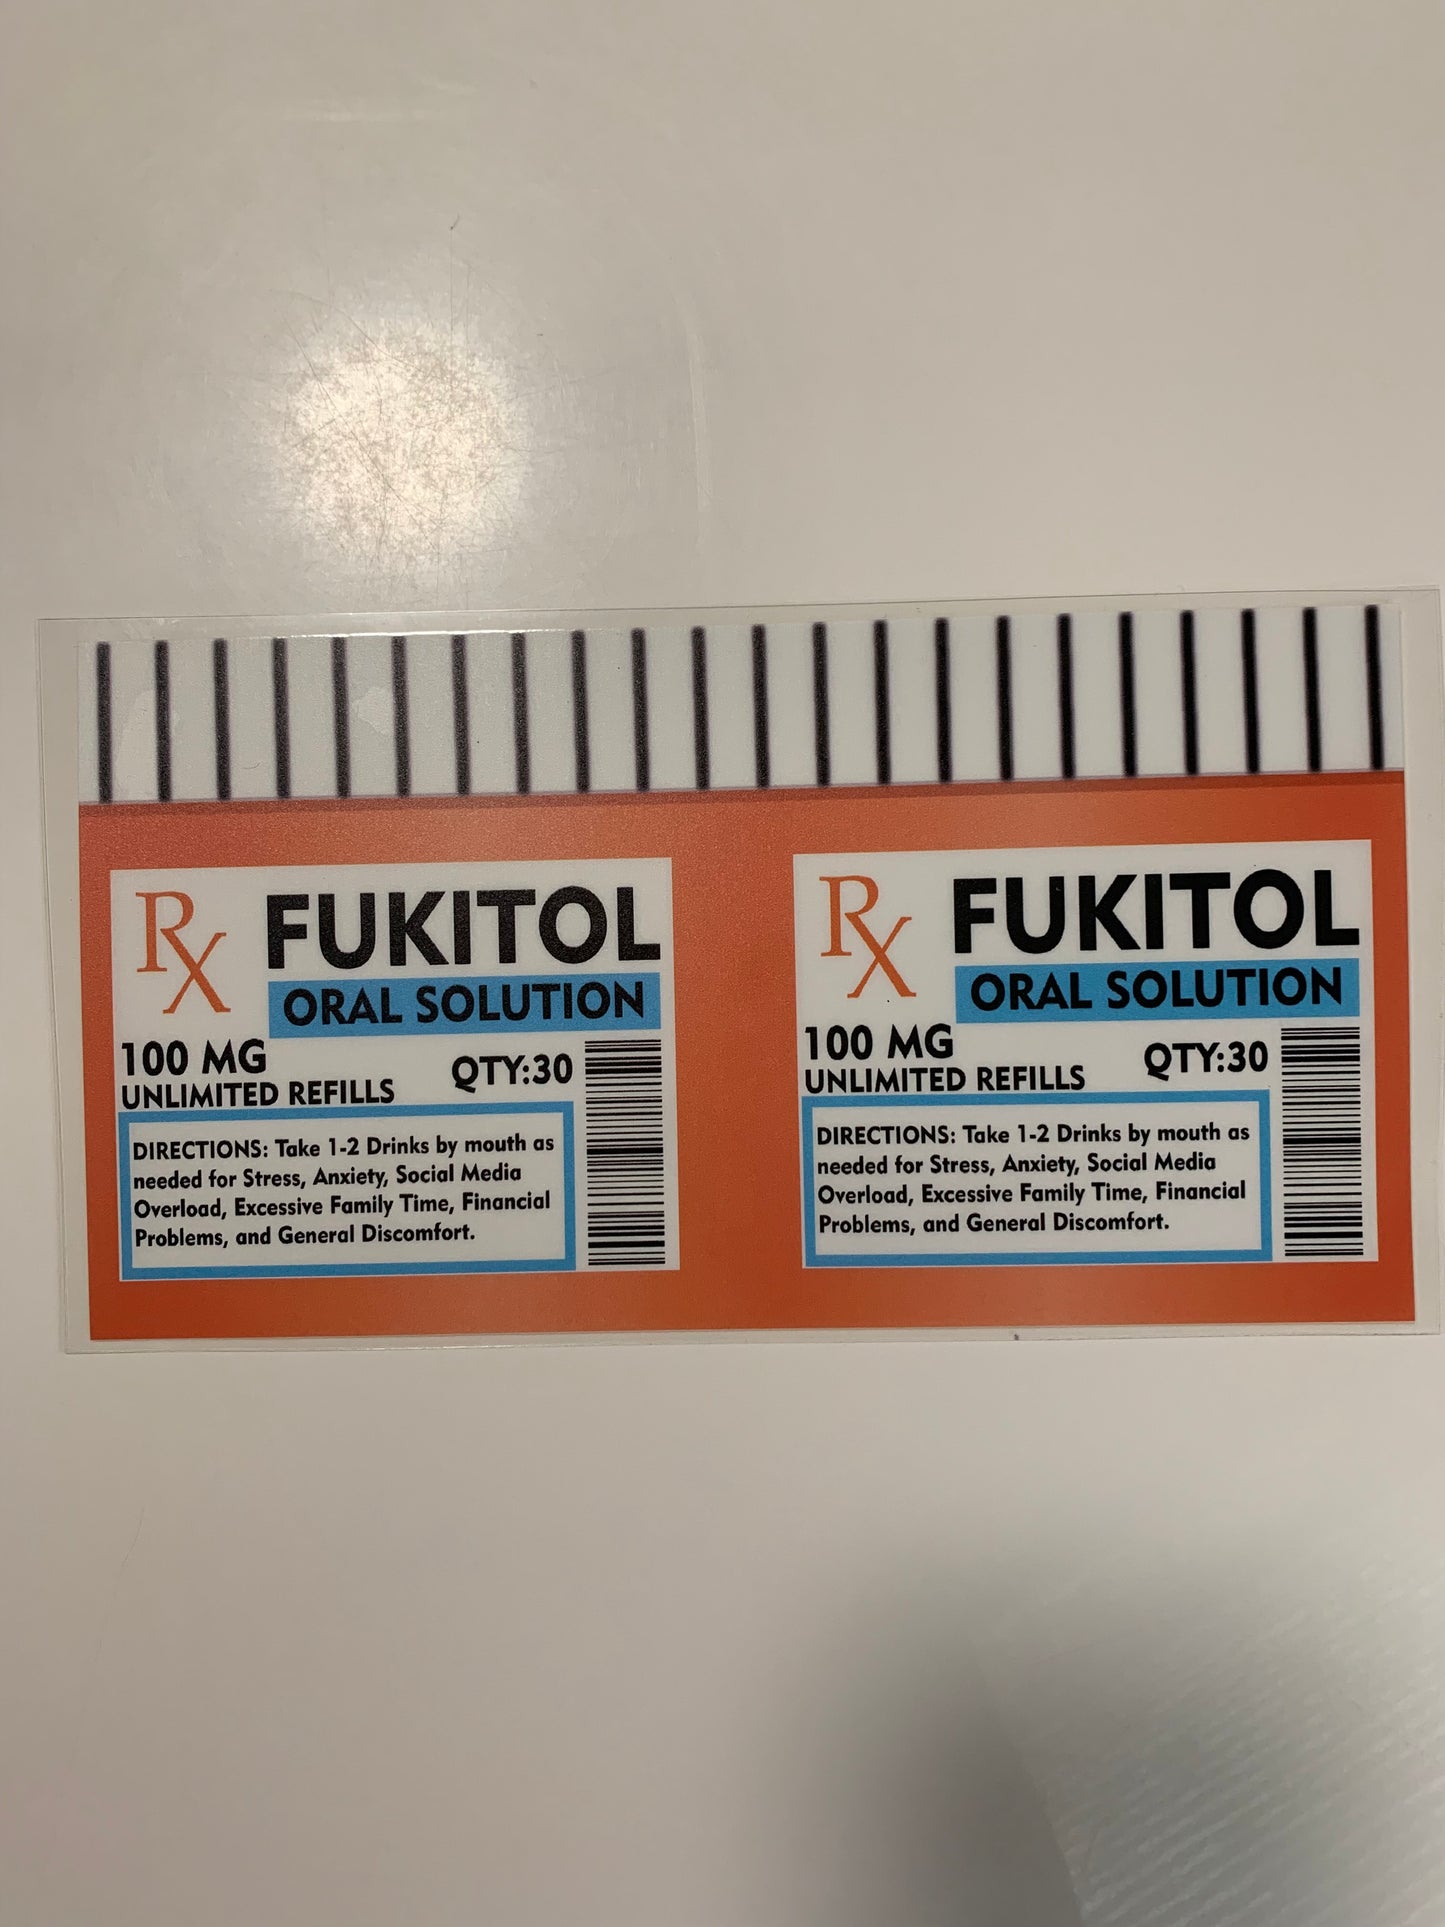 Rx FUKITOL
ORAL SOLUTION
100 MG QTY:30
UNLIMITED REFILLS
DIRECTIONS: Take 1-2 Drinks by mouth as
needed for Stress, Anxiety, Social Media
Overload, Excessive Family Time, Financial
Problems, and General Discomfort.
Rx FUKITOL
ORAL SOLUTION
100 MG QTY:30
UNLIMITED REFILLS
DIRECTIONS: Take 1-2 Drinks by mouth as
needed for Stress, Anxiety, Social Media
Overload, Excessive Family Time, Financial
Problems, and General Discomfort.